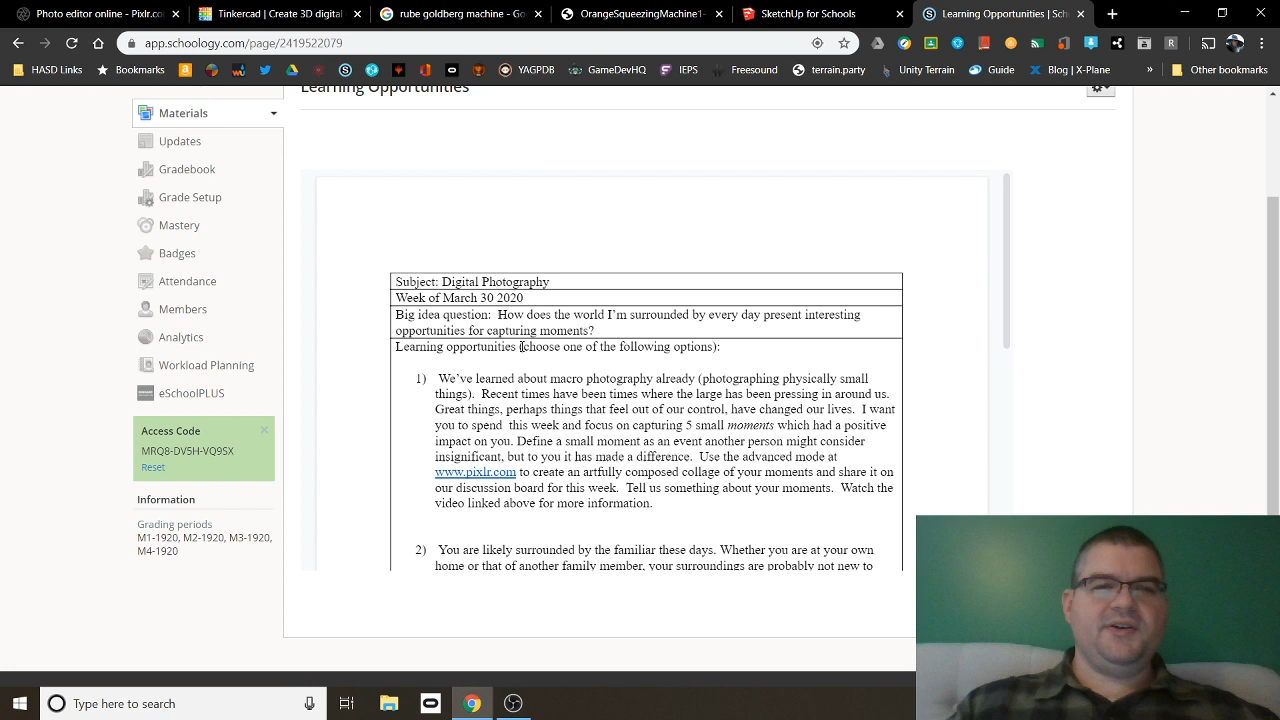 Photo editor online - Pixlr.com
Tinkercad | Create 3D digital
rube goldberg machine - Go
OrangeSqueezingMachine1-
SketchUp for Schools
Learning Opportunities | Sch
app.schoology.com/page/2419522079
HASD Links
Bookmarks
YAGPDB
GameDevHQ
IEPS
Freesound
terrain.party
Unity Terrain
Guide
Blog | X-Plane
»
Other bookmarks
Learning Opportunities
Materials
Updates
Gradebook
Grade Setup
Mastery
Badges
Attendance
Members
Analytics
Workload Planning
eSchoolPLUS
Access Code
MRQ8-DV5H-VQ9SX
Reset
Information
Grading periods
M1-1920, M2-1920, M3-1920,
M4-1920
Subject: Digital Photography
Week of March 30 2020
Big idea question: How does the world I'm surrounded by every day present interesting
opportunities for capturing moments?
Learning opportunities (choose one of the following options):
1) We've learned about macro photography already (photographing physically small
things). Recent times have been times where the large has been pressing in around us.
Great things, perhaps things that feel out of our control, have changed our lives. I want
you to spend this week and focus on capturing 5 small moments which had a positive
impact on you. Define a small moment as an event another person might consider
insignificant, but to you it has made a difference. Use the advanced mode at
www.pixlr.com to create an artfully composed collage of your moments and share it on
our discussion board for this week. Tell us something about your moments. Watch the
video linked above for more information.
2) You are likely surrounded by the familiar these days. Whether you are at your own
home or that of another family member, your surroundings are probably not new to
Type here to search